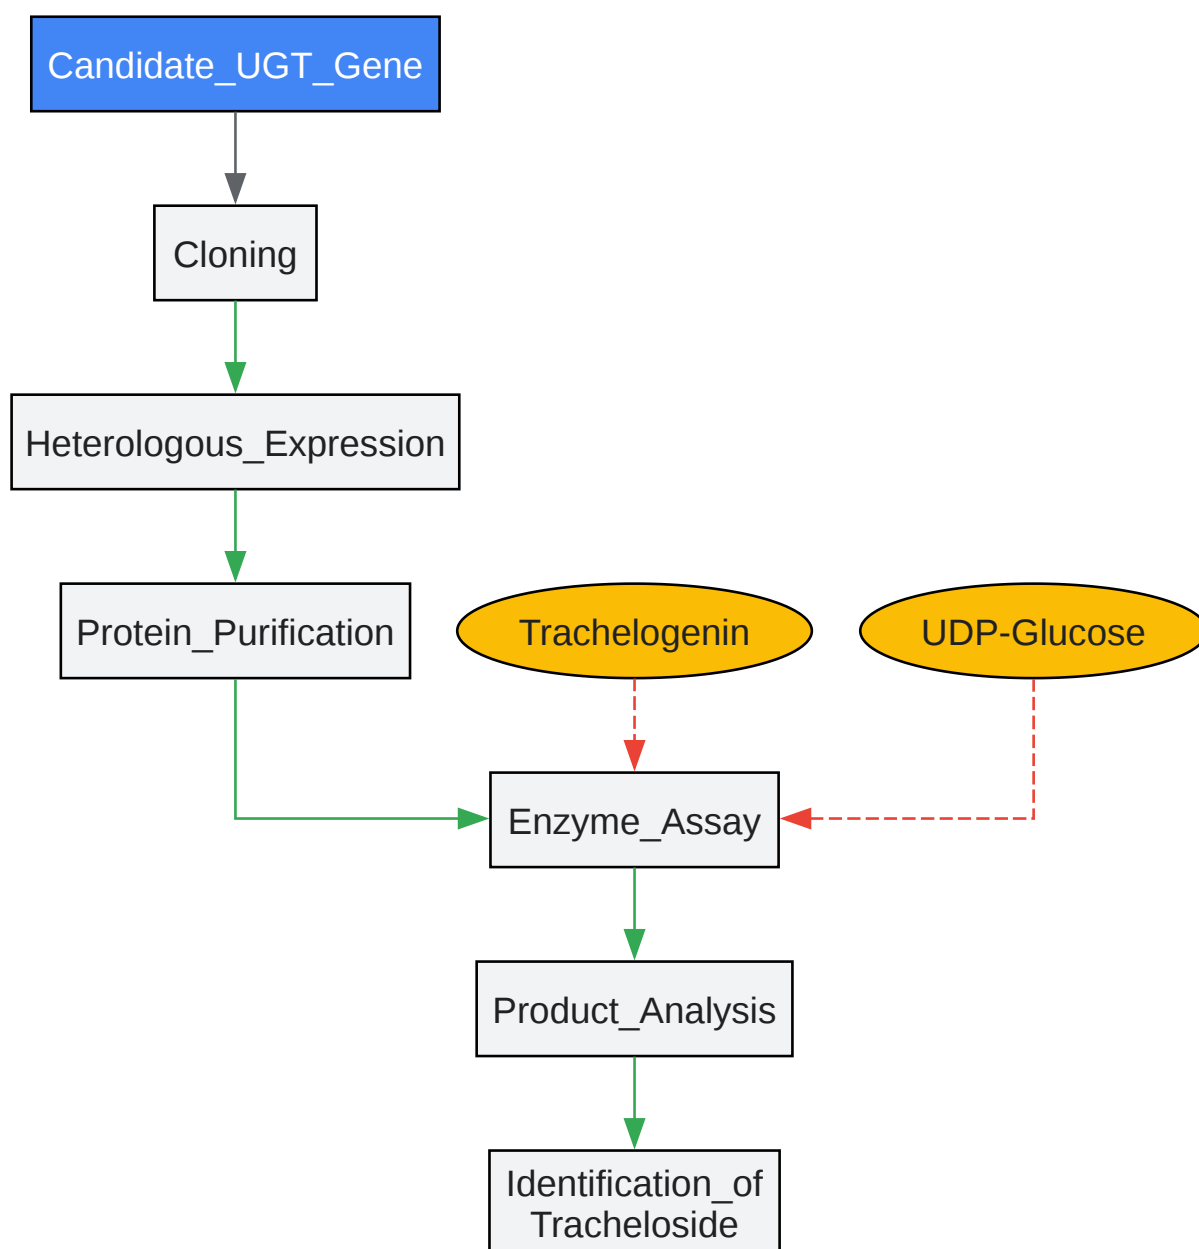 Candidate_UGT_Gene
Cloning
Heterologous_Expression
Protein_Purification
Trachelogenin
UDP-Glucose
Enzyme_Assay
Product_Analysis
Identification_of
Tracheloside